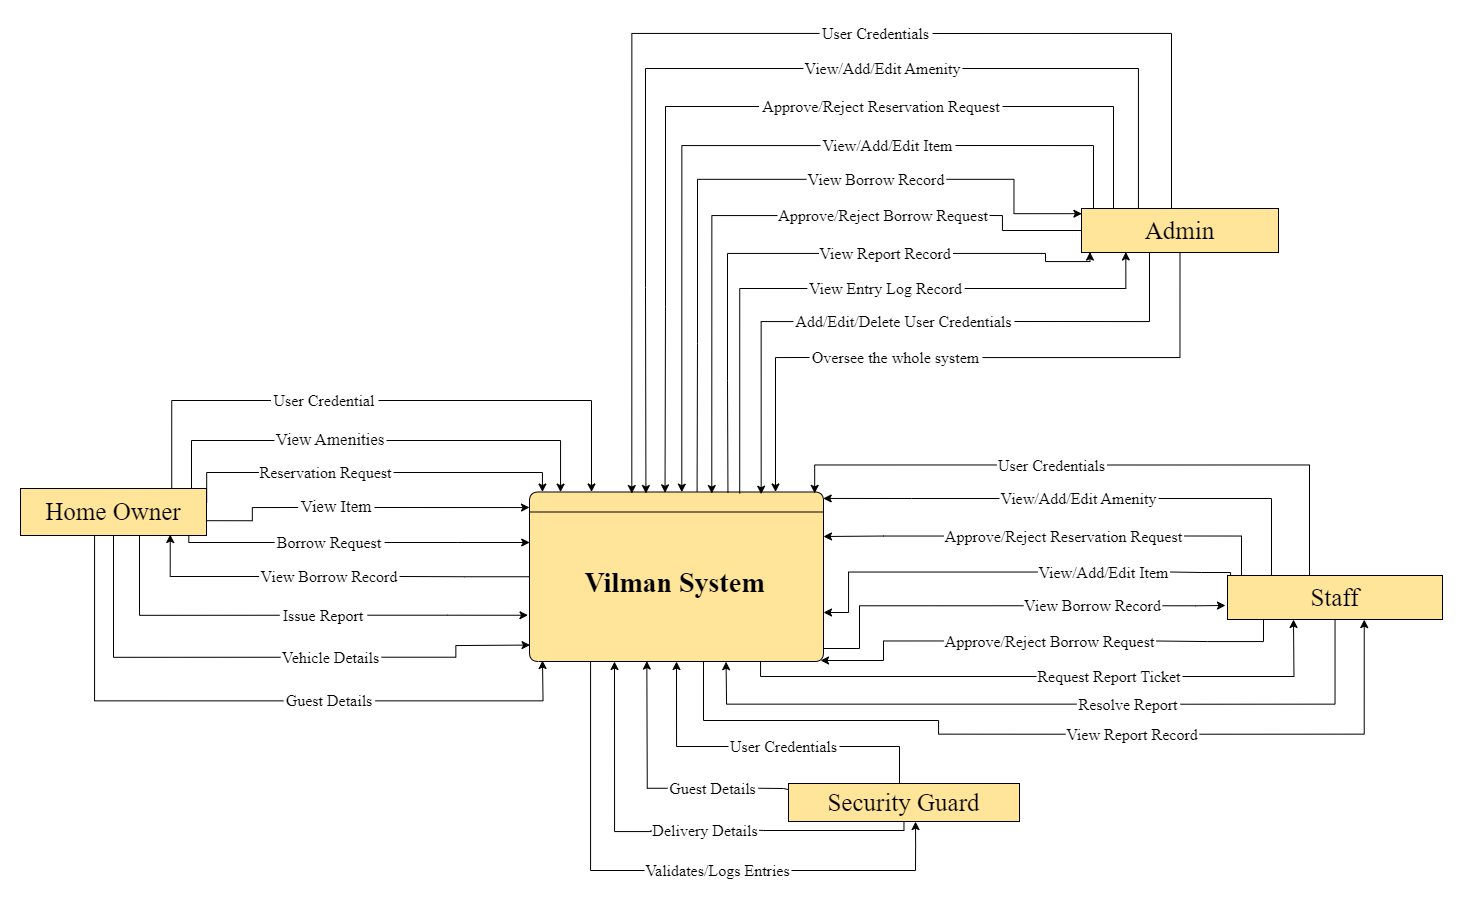 User Credentials
View/Add/Edit Amenity
Approve/Reject Reservation Request
View/Add/Edit Item
View Borrow Record
Approve/Reject Borrow Request
Admin
View Report Record
View Entry Log Record
Add/Edit/Delete User Credentials
Oversee the whole system
User Credential
View Amenities
Reservation Request
Home Owner
View Item
Borrow Request
View Borrow Record
Issue Report
Vehicle Details
Guest Details
Vilman System
User Credentials
View/Add/Edit Amenity
Approve/Reject Reservation Request
View/Add/Edit Item
Staff
View Borrow Record
Approve/Reject Borrow Request
Request Report Ticket
Resolve Report
View Report Record
User Credentials
Guest Details
Security Guard
Delivery Details
Validates/Logs Entries